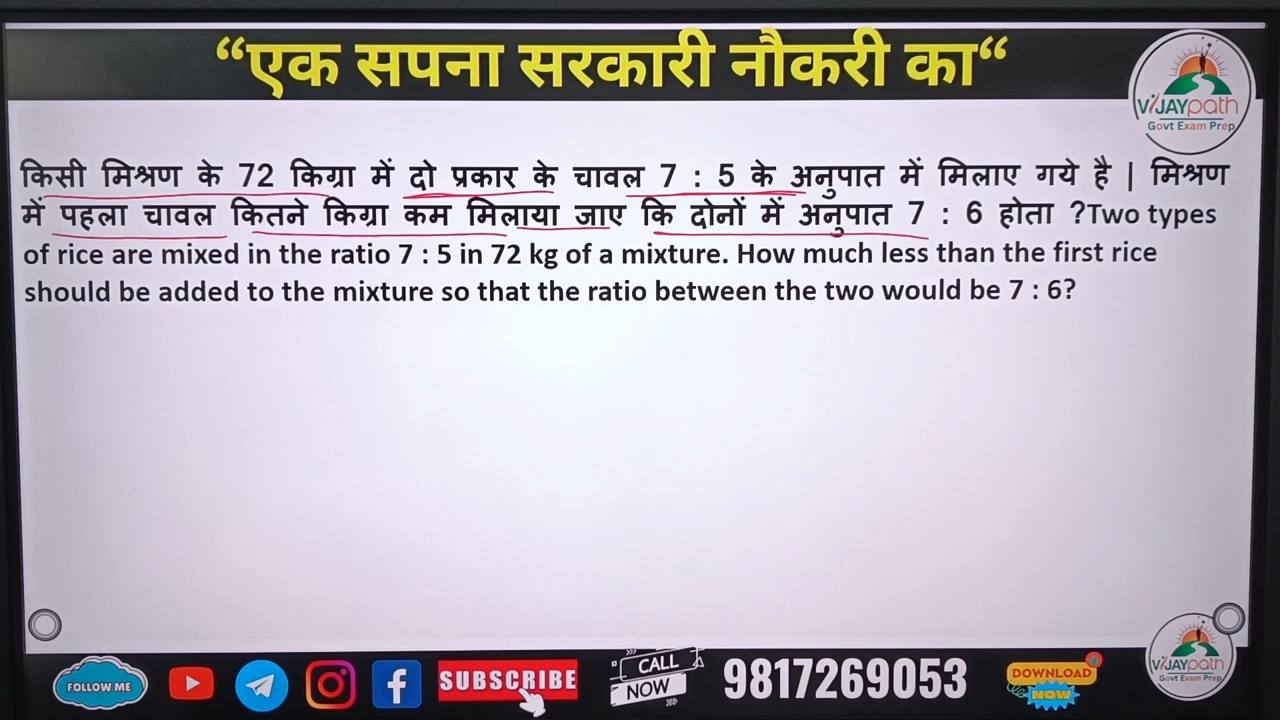 “एक सपना सरकारी नौकरी का“
VIJAYpath
Govt Exam Prep
किसी मिश्रण के 72 किग्रा में दो प्रकार के चावल 7 : 5 के अनुपात में मिलाए गये है | मिश्रण
में पहला चावल कितने किग्रा कम मिलाया जाए कि दोनों में अनुपात 7 : 6 होता ?Two types
of rice are mixed in the ratio 7 : 5 in 72 kg of a mixture. How much less than the first rice
should be added to the mixture so that the ratio between the two would be 7 : 6?
FOLLOW ME
SUBSCRIBE
CALL
NOW
9817269053
DOWNLOAD
NOW
VIJAYpath
Govt Exam Prep